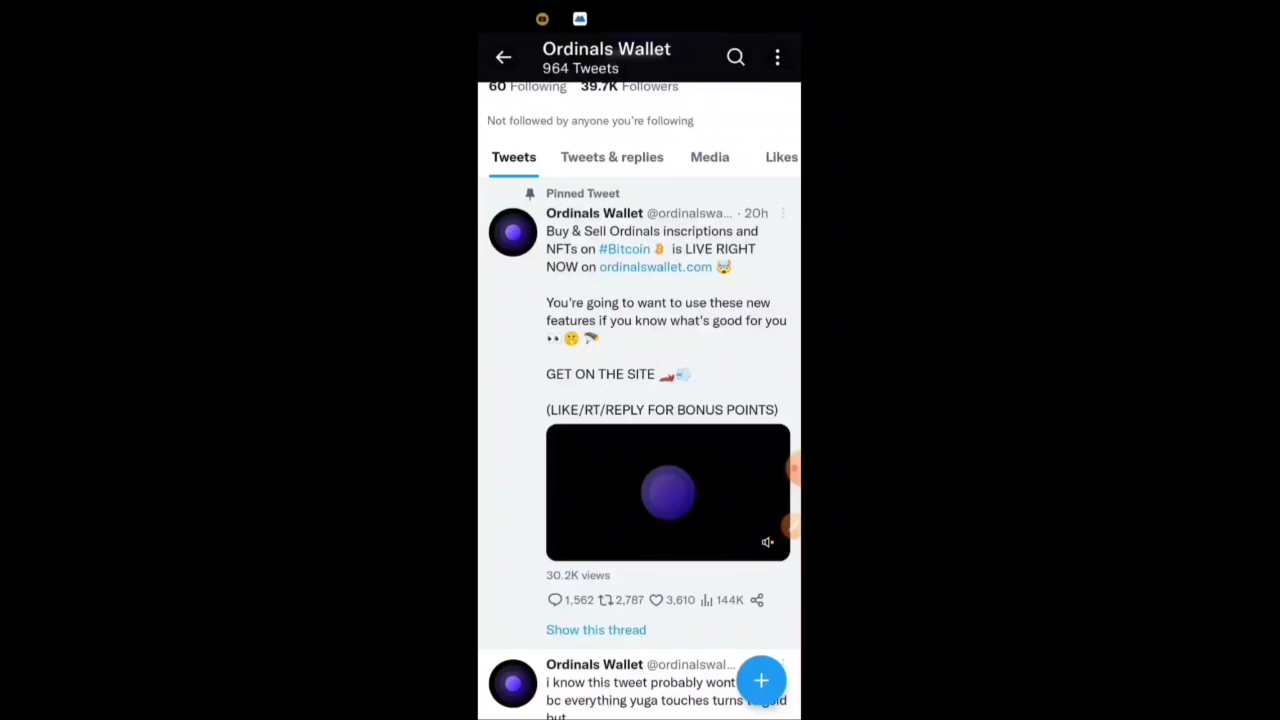 Ordinals Wallet
964 Tweets
60 Following 39.7K Followers
Not followed by anyone you're following
Tweets Tweets & replies Media Likes
Pinned Tweet
Ordinals Wallet @ordinalswa... · 20h
Buy & Sell Ordinals inscriptions and
NFTs on #Bitcoin is LIVE RIGHT
NOW on ordinalswallet.com 🤯
You're going to want to use these new
features if you know what's good for you
👀🤫🪂
GET ON THE SITE 🏎️💨
(LIKE/RT/REPLY FOR BONUS POINTS)
30.2K views
1,562 2,787 3,610 144K
Show this thread
Ordinals Wallet @ordinalswal...
i know this tweet probably wont
bc everything yuga touches turns
but